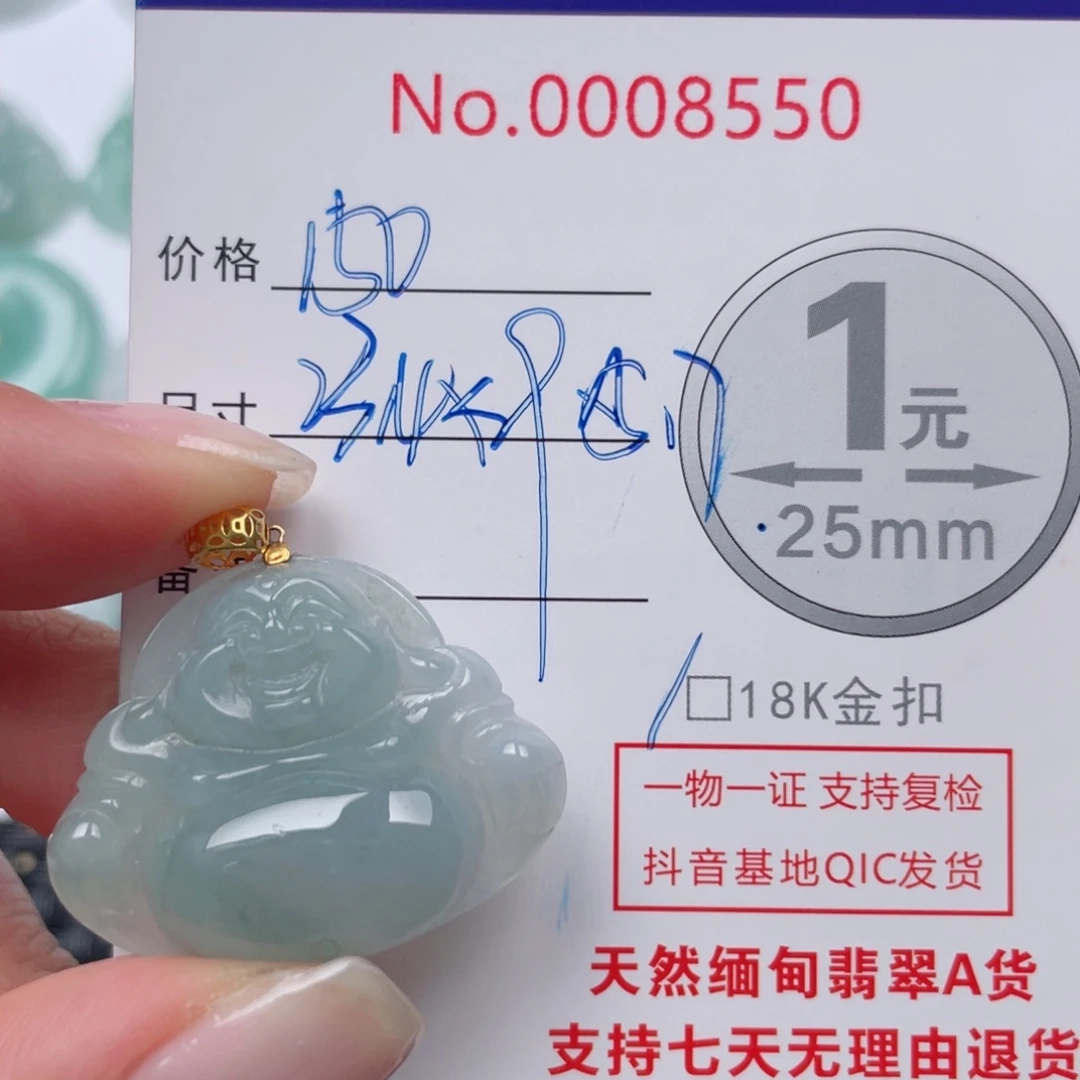 No.0008550
价格
尺寸
1元
25mm
□18K金扣
一物一证 支持复检
抖音基地QIC发货
天然缅甸翡翠A货
支持七天无理由退货